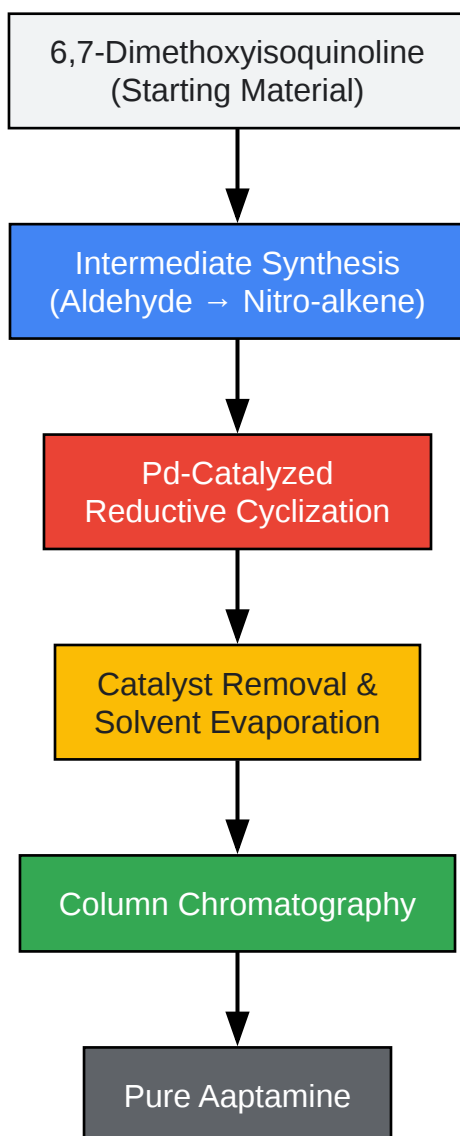 6,7-Dimethoxyisoquinoline
(Starting Material)
Intermediate Synthesis
(Aldehyde → Nitro-alkene)
Pd-Catalyzed
Reductive Cyclization
Catalyst Removal &
Solvent Evaporation
Column Chromatography
Pure Aaptamine